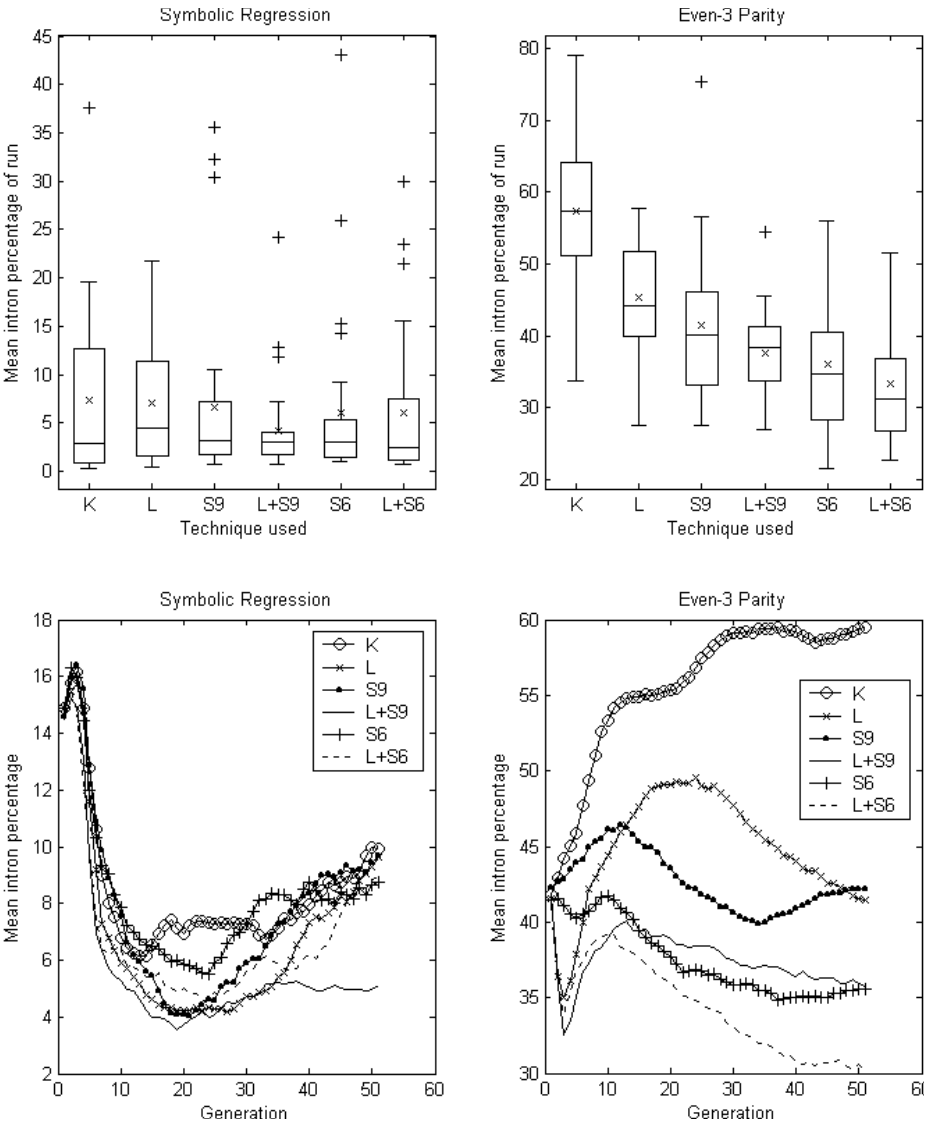 Symbolic Regression
Mean intron percentage of run
45
40
35
30
25
20
15
10
5
0
K L S9 L+S9 S6 L+S6
Technique used
Even-3 Parity
Mean intron percentage of run
80
70
60
50
40
30
20
K L S9 L+S9 S6 L+S6
Technique used
Symbolic Regression
Mean intron percentage
18
16
14
12
10
8
6
4
2
0 10 20 30 40 50 60
Generation
K
L
S9
L+S9
S6
L+S6
Even-3 Parity
Mean intron percentage
60
55
50
45
40
35
30
0 10 20 30 40 50
Generation
K
L
S9
L+S9
S6
L+S6